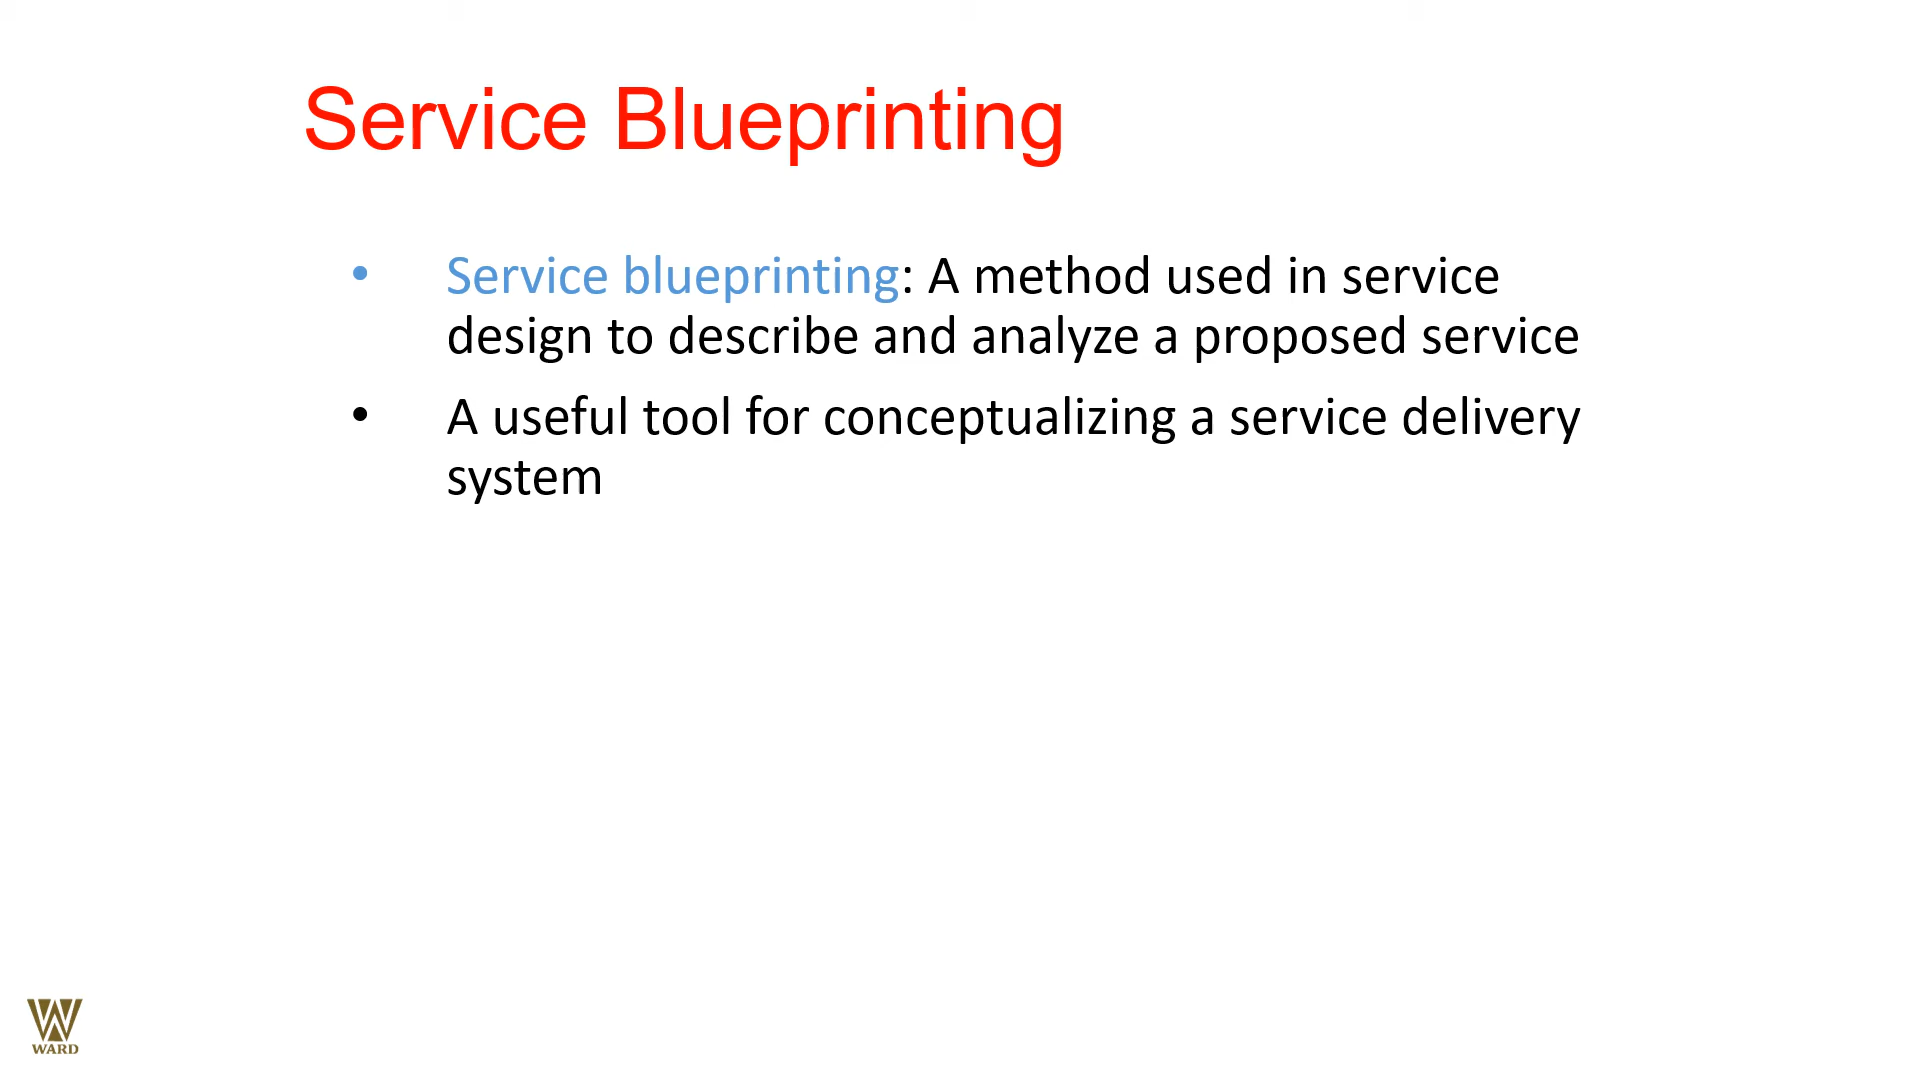 Service Blueprinting
• Service blueprinting: A method used in service
design to describe and analyze a proposed service
• A useful tool for conceptualizing a service delivery
system
WARD